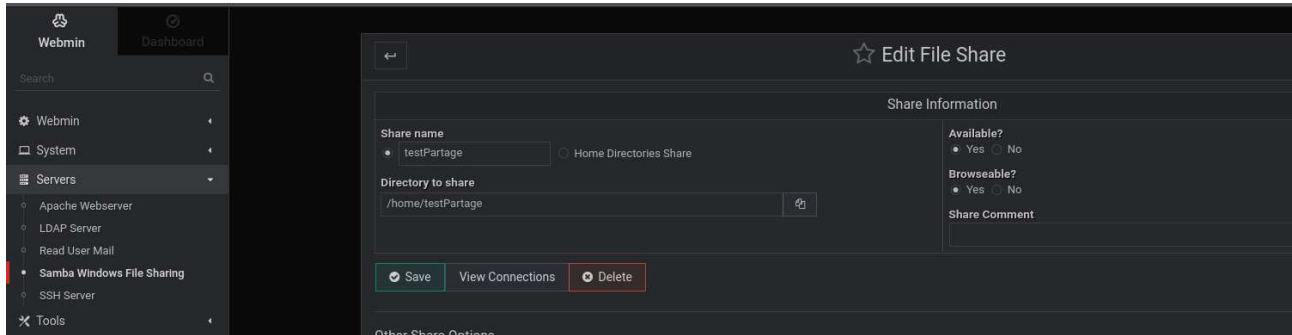 Webmin
Dashboard
Search
Webmin
System
Servers
Apache Webserver
LDAP Server
Read User Mail
Samba Windows File Sharing
SSH Server
Tools
Edit File Share
Share Information
Share name
testPartage
Home Directories Share
Directory to share
/home/testPartage
Available?
Yes No
Browseable?
Yes No
Share Comment
Save View Connections Delete
Other Share Options